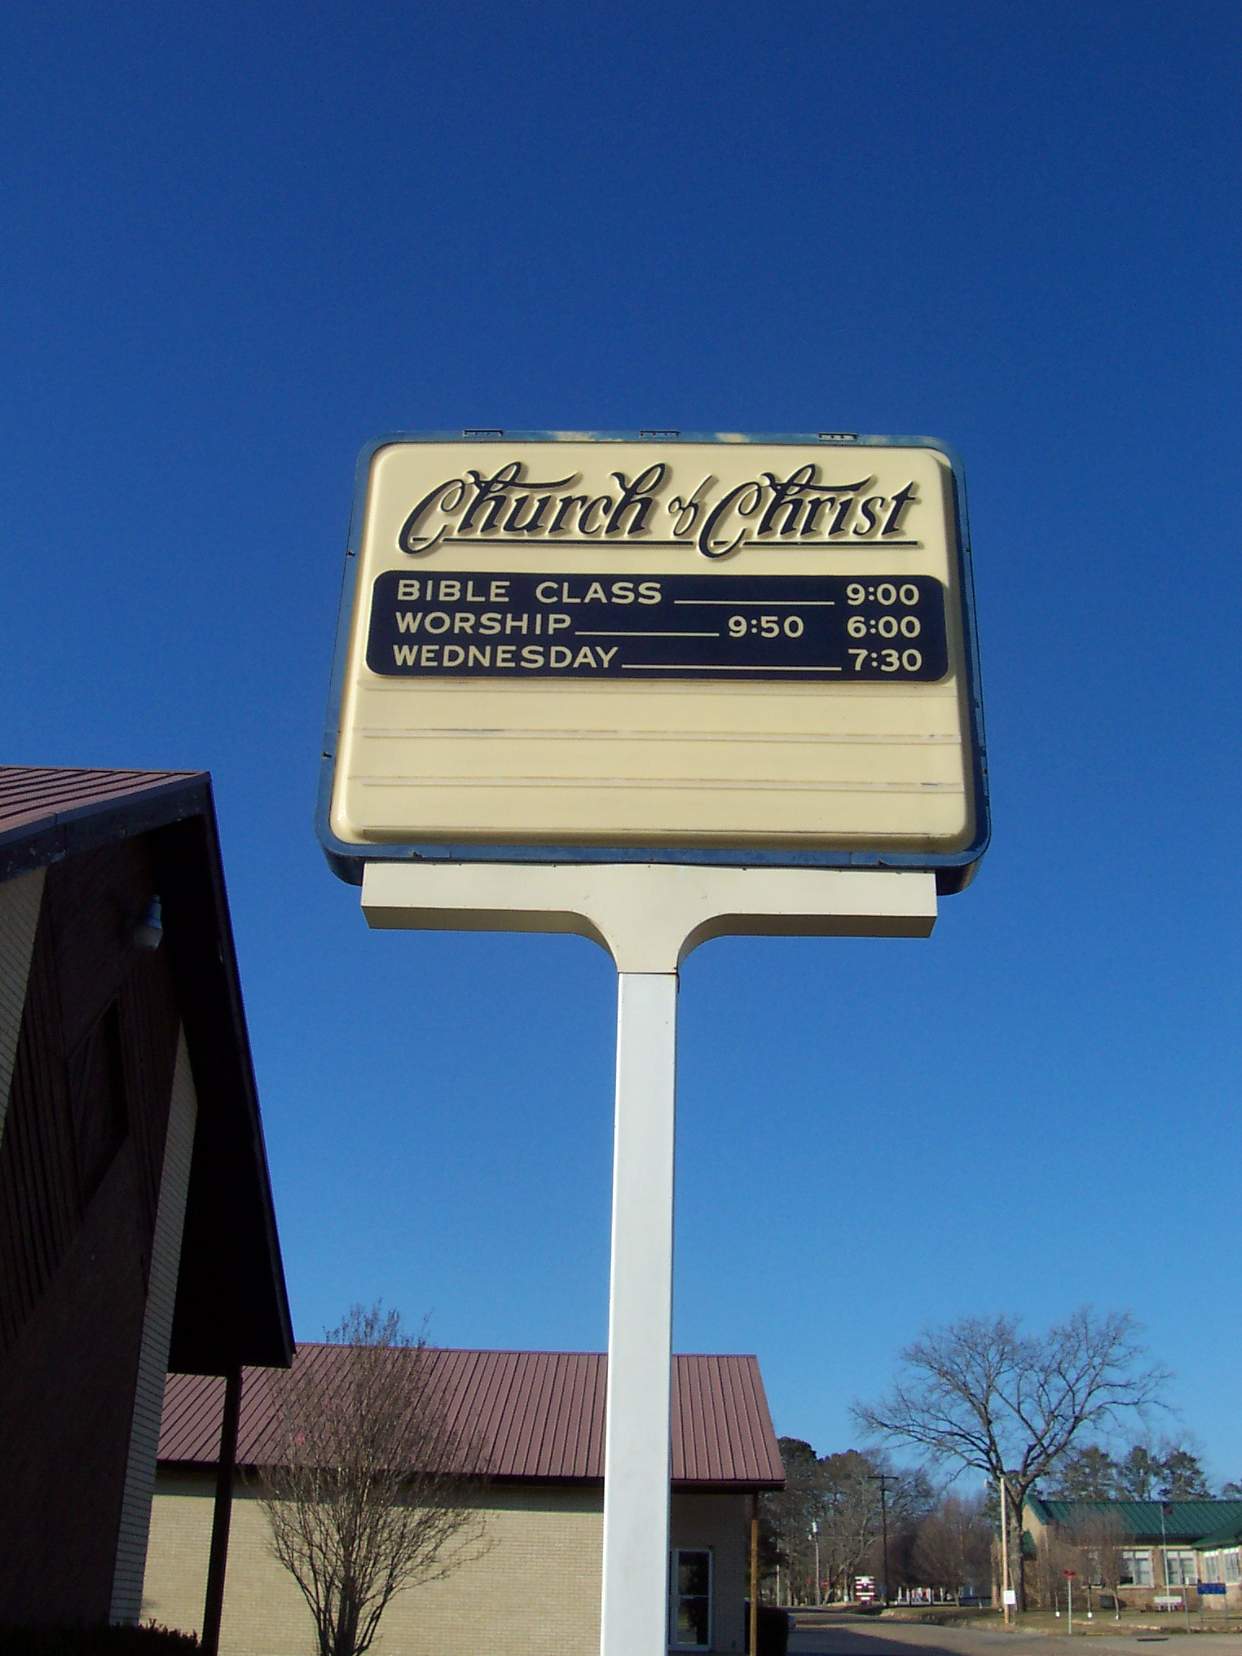 Church of Christ
BIBLE CLASS 9:00
WORSHIP 9:50 6:00
WEDNESDAY 7:30